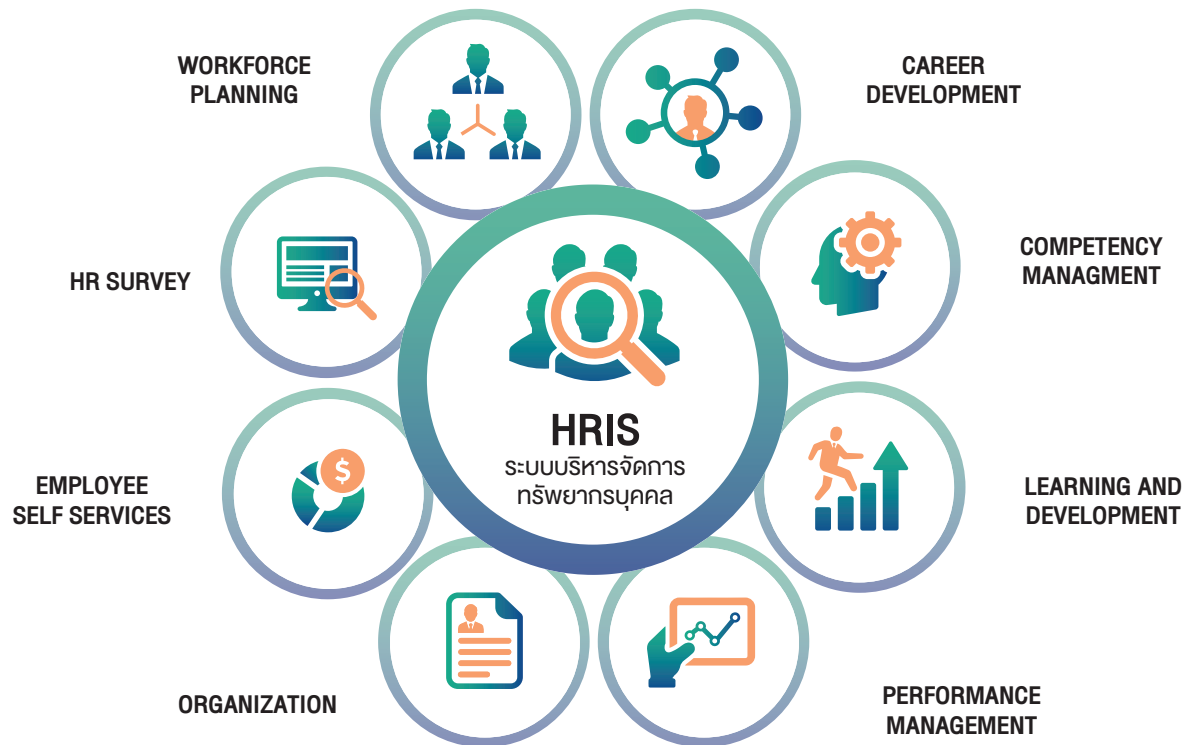 WORKFORCE
PLANNING
CAREER
DEVELOPMENT
HR SURVEY
COMPETENCY
MANAGMENT
HRIS
ระบบบริหารจัดการ
ทรัพยากรบุคคล
$
EMPLOYEE
SELF SERVICES
LEARNING AND
DEVELOPMENT
ORGANIZATION
PERFORMANCE
MANAGEMENT